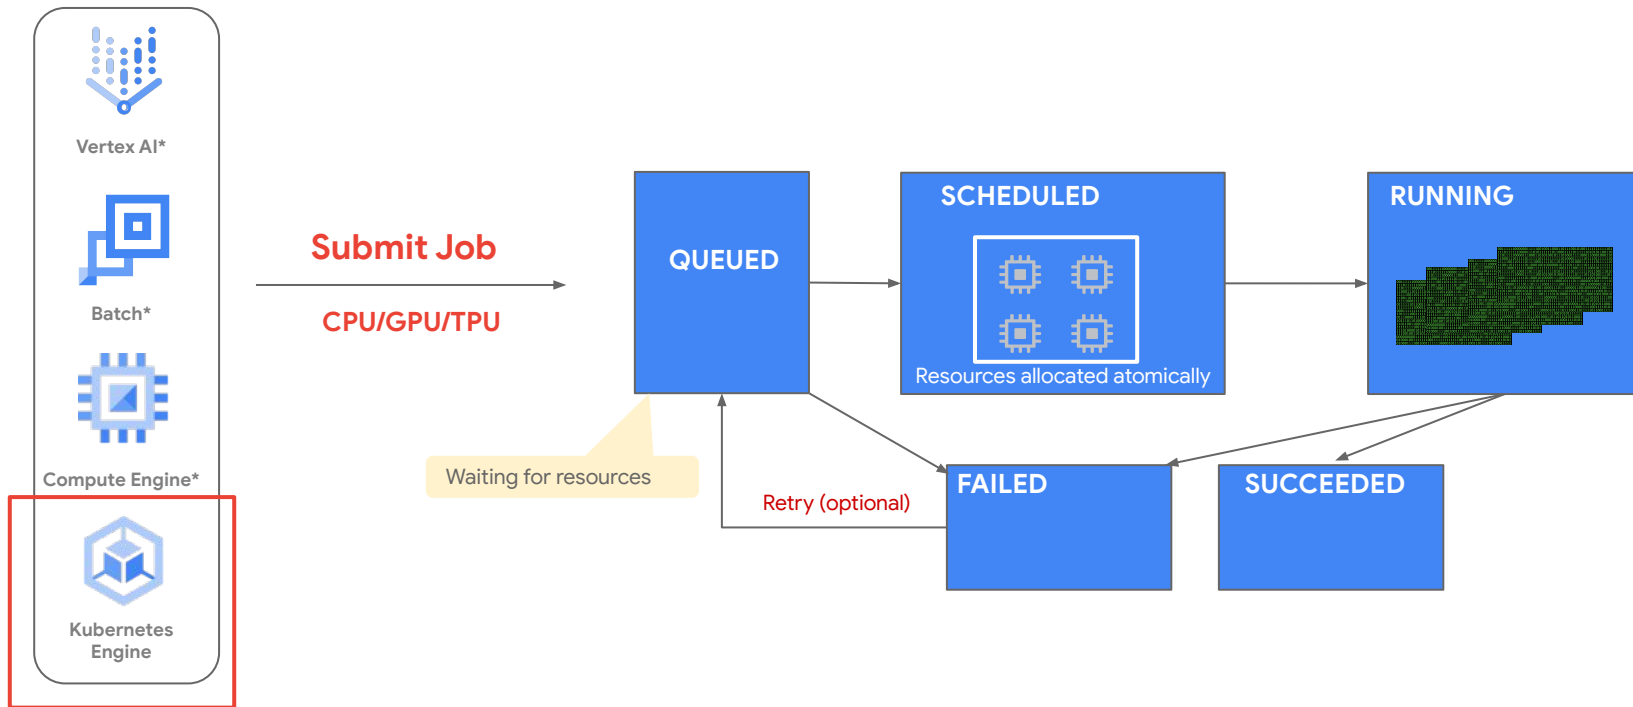 Vertex AI*
Batch*
Compute Engine*
Kubernetes
Engine
Submit Job
CPU/GPU/TPU
QUEUED
Waiting for resources
SCHEDULED
Resources allocated atomically
RUNNING
Retry (optional)
FAILED
SUCCEEDED